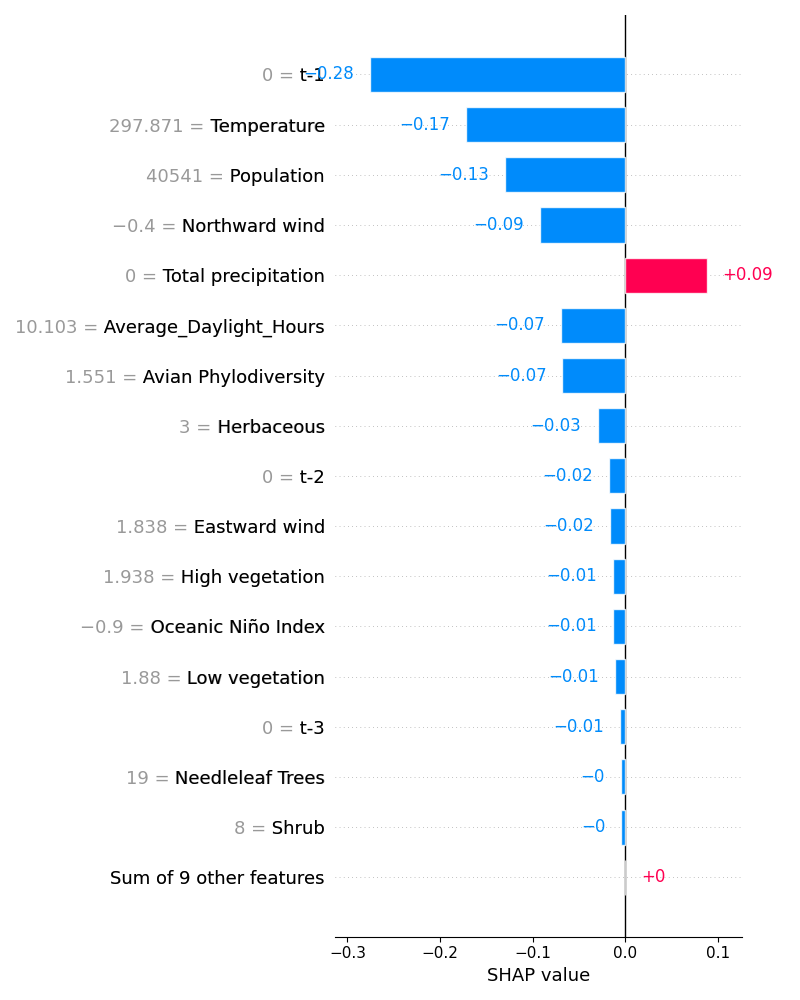 0 = t-1 −0.28
297.871 = Temperature −0.17
40541 = Population −0.13
−0.4 = Northward wind −0.09
0 = Total precipitation +0.09
10.103 = Average_Daylight_Hours −0.07
1.551 = Avian Phylodiversity −0.07
3 = Herbaceous −0.03
0 = t-2 −0.02
1.838 = Eastward wind −0.02
1.938 = High vegetation −0.01
−0.9 = Oceanic Niño Index −0.01
1.88 = Low vegetation −0.01
0 = t-3 −0.01
19 = Needleleaf Trees −0
8 = Shrub −0
Sum of 9 other features +0
−0.3 −0.2 −0.1 0.0 0.1
SHAP value